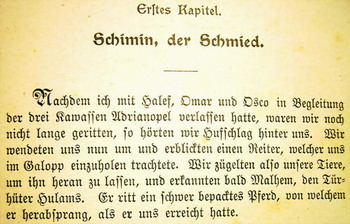 Erstes Kapitel.
Schimin, der Schmied.
Nachdem ich mit Halef, Omar und Osco in Begleitung
der drei Kawassen Adrianopel verlassen hatte, waren wir noch
nicht lange geritten, so hörten wir Hufschlag hinter uns. Wir
wendeten uns nun um und erblickten einen Reiter, welcher uns
im Galopp einzuholen trachtete. Wir zügelten also unsere Tiere,
um ihn heran zu lassen, und erkannten bald Malhem, den Tür-
hüter Hulams. Er ritt ein schwer bepacktes Pferd, von welchem
er herabsprang, als er uns erreicht hatte.